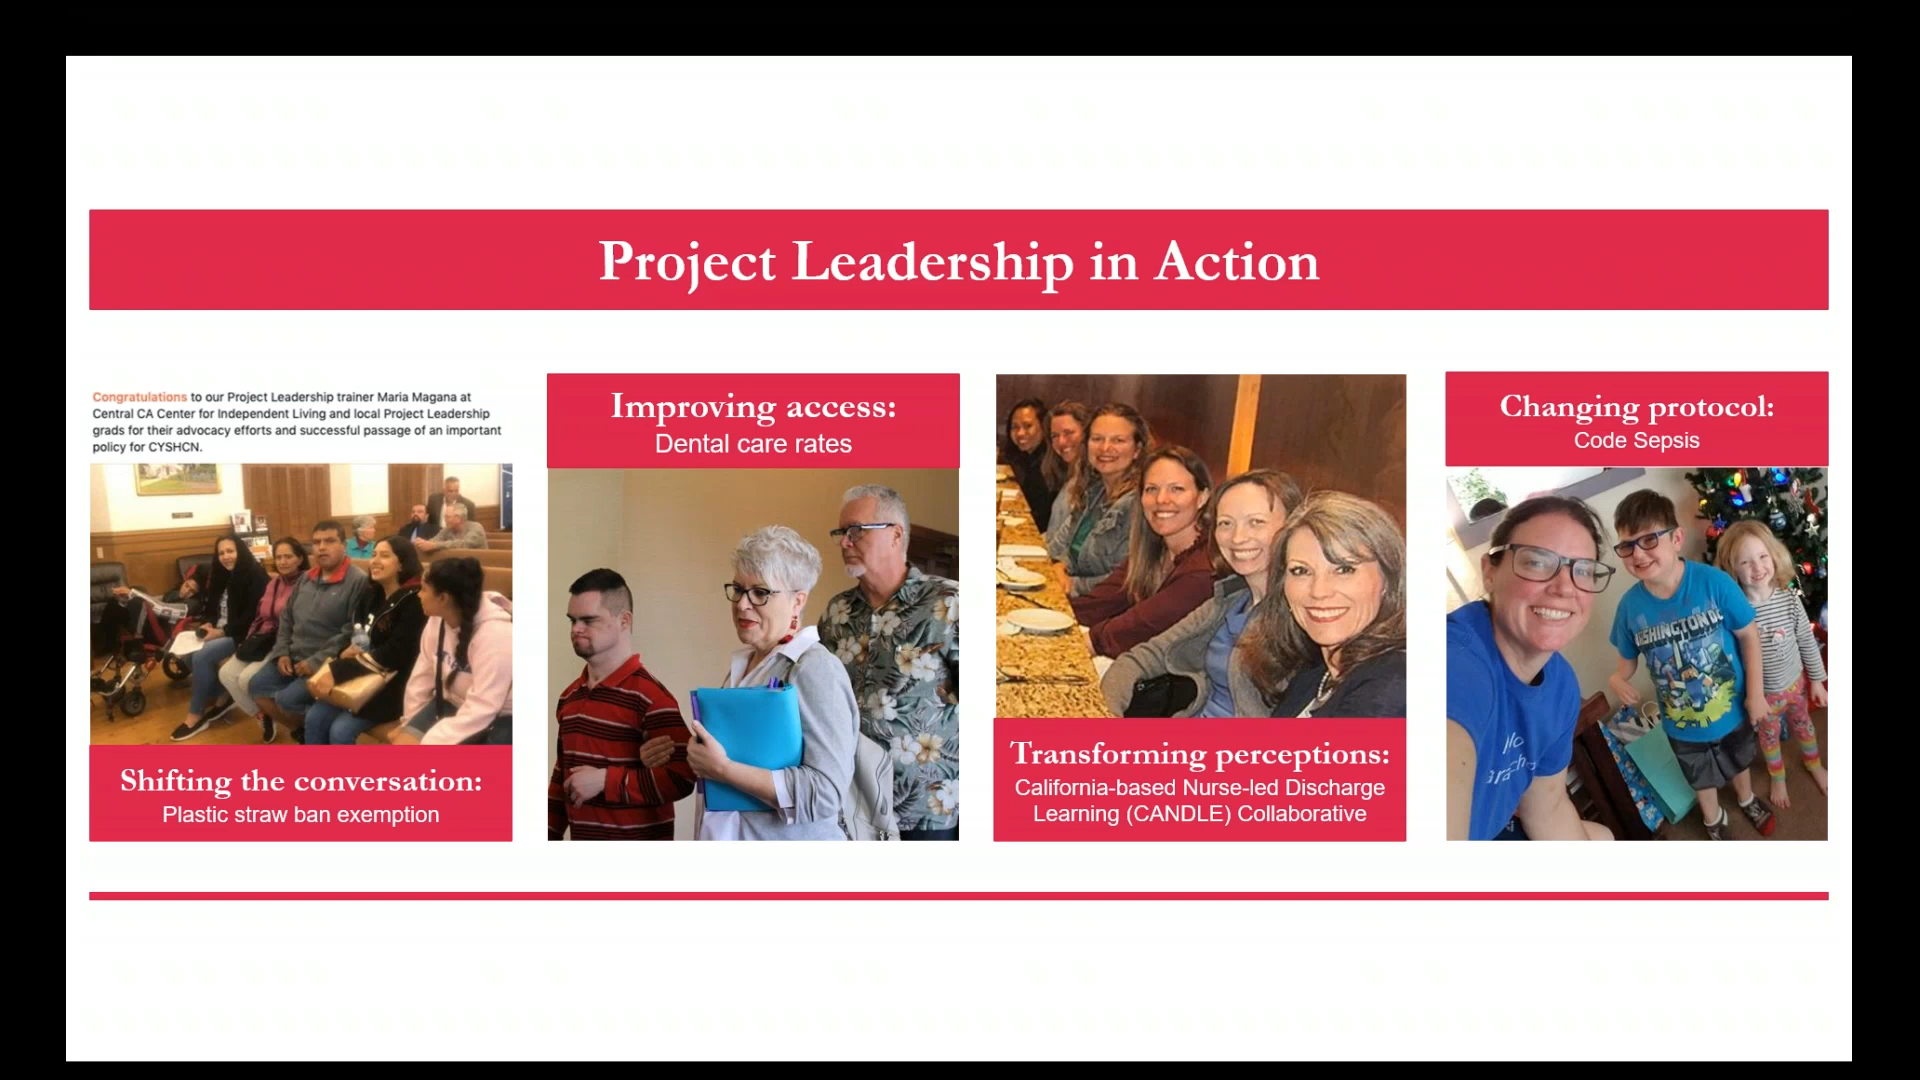 Project Leadership in Action
Congratulations to our Project Leadership trainer Maria Magana at
Central CA Center for Independent Living and local Project Leadership
grads for their advocacy efforts and successful passage of an important
policy for CYSHCN.
Shifting the conversation:
Plastic straw ban exemption
Improving access:
Dental care rates
Transforming perceptions:
California-based Nurse-led Discharge
Learning (CANDLE) Collaborative
Changing protocol:
Code Sepsis